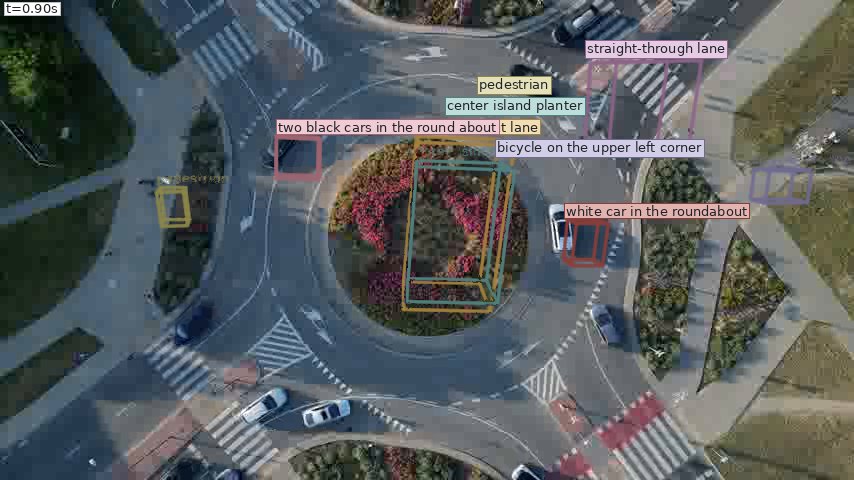 t=0.90s
straight-through lane
pedestrian
center island planter
two black cars in the round about
t lane
bicycle on the upper left corner
white car in the roundabout